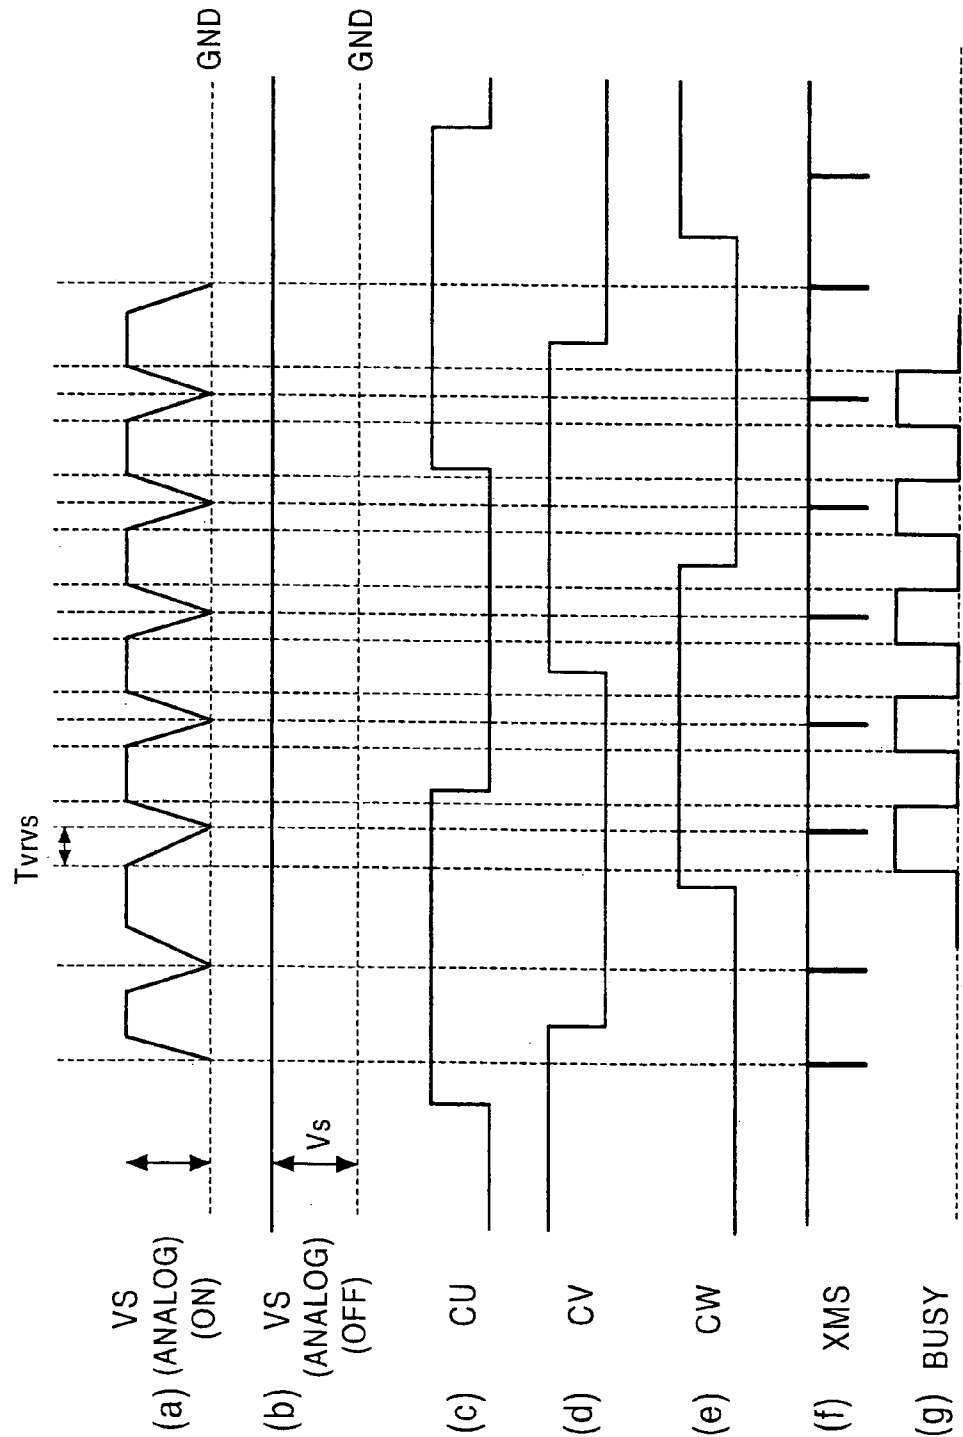 Tvrvs
VS
(a) (ANALOG)
(ON)
GND
VS
(b) (ANALOG)
(OFF)
Vs
GND
(c) CU
(d) CV
(e) CW
(f) XMS
(g) BUSY